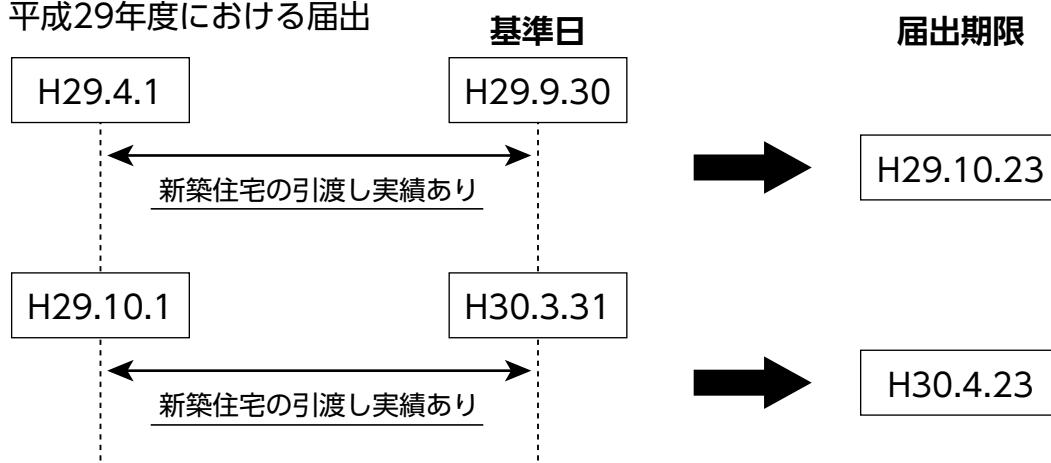 平成29年度における届出
基準日
届出期限
H29.4.1
H29.9.30
新築住宅の引渡し実績あり
H29.10.23
H29.10.1
H30.3.31
新築住宅の引渡し実績あり
H30.4.23